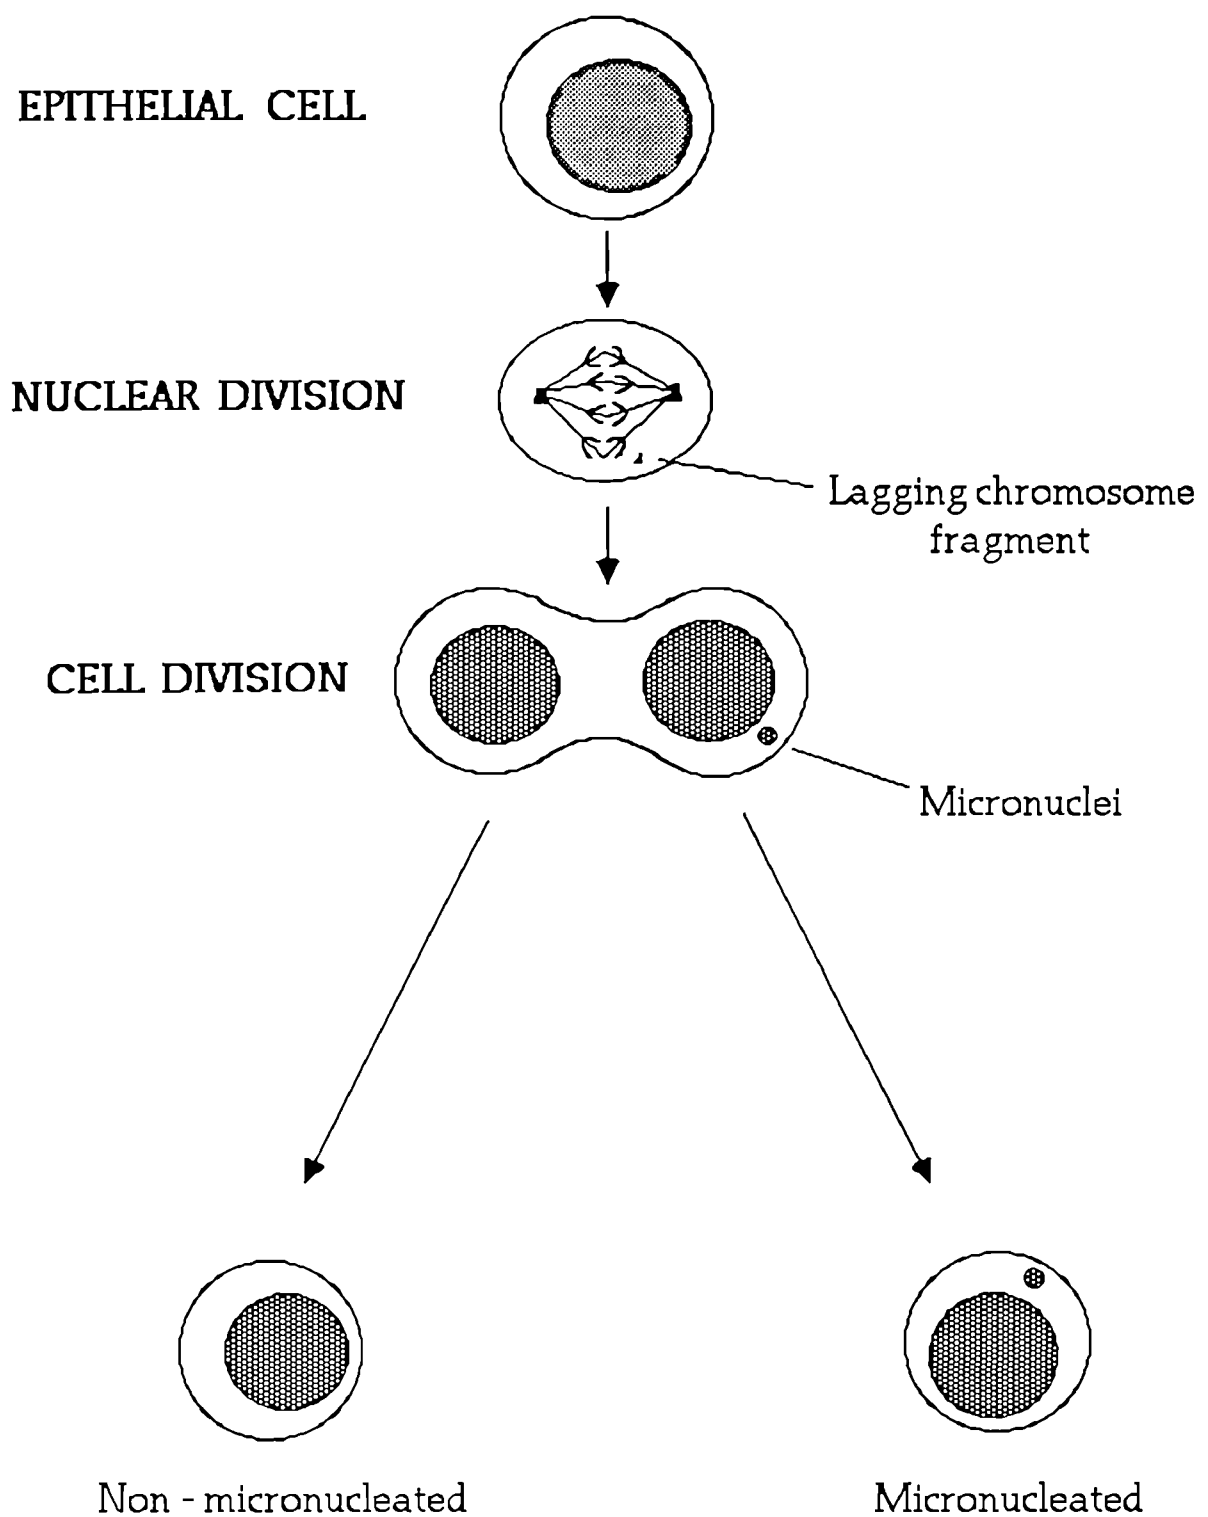 EPITHELIAL CELL
NUCLEAR DIVISION
Lagging chromosome
fragment
CELL DIVISION
Micronuclei
Non - micronucleated
Micronucleated